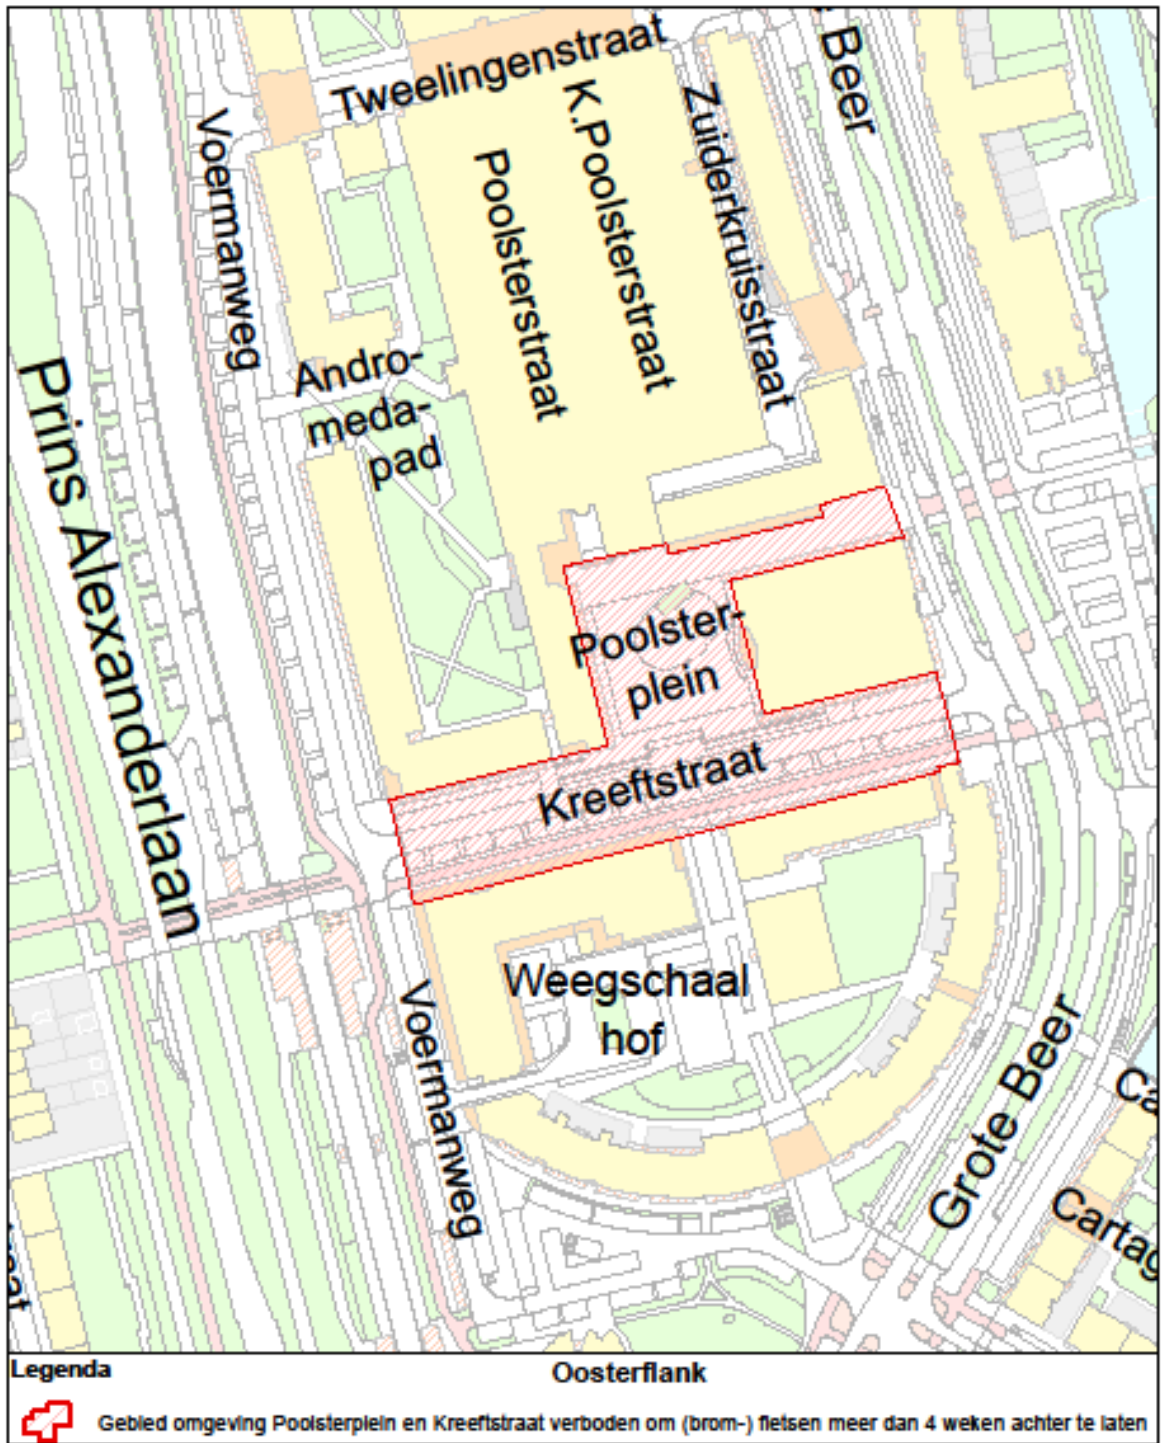 Tweelingenstraat
Beer
Voermanweg
K.Poolsterstraat
Poolsterstraat
Zuiderkruisstraat
Andro-
meda-
pad
Prins Alexanderlaan
Poolster-
plein
Kreeftstraat
Weegschaal
hof
Voermanweg
Grote Beer
Ca
Cartag
Legenda
Oosterflank
Gebied omgeving Poolsterplein en Kreeftstraat verboden om (brom-) fietsen meer dan 4 weken achter te laten